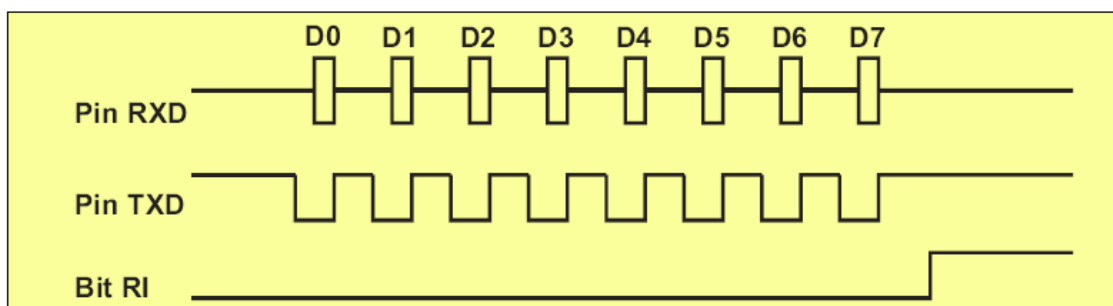 D0 D1 D2 D3 D4 D5 D6 D7
Pin RXD
Pin TXD
Bit RI